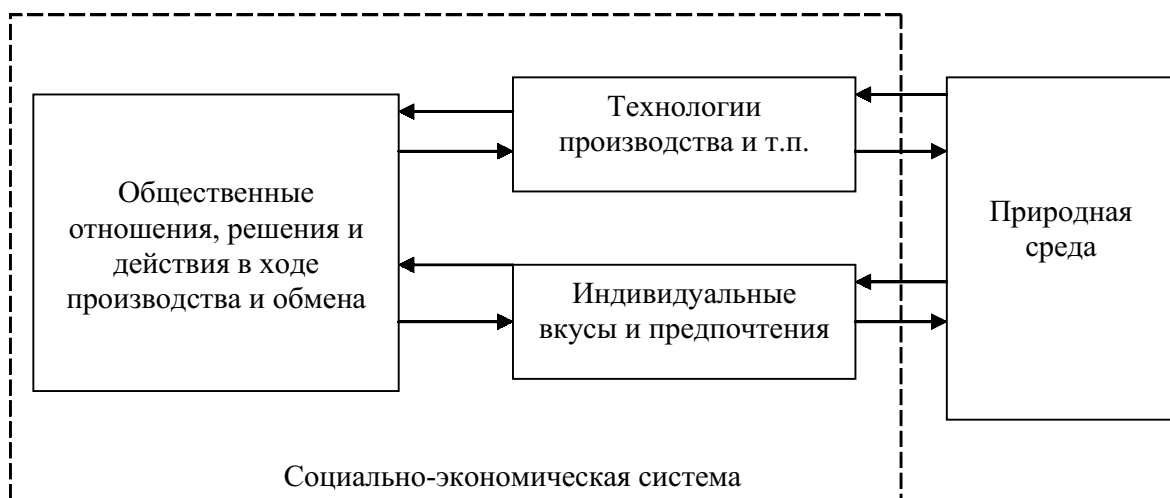 Общественные
отношения, решения и
действия в ходе
производства и обмена
Технологии
производства и т.п.
Индивидуальные
вкусы и предпочтения
Природная
среда
Социально-экономическая система